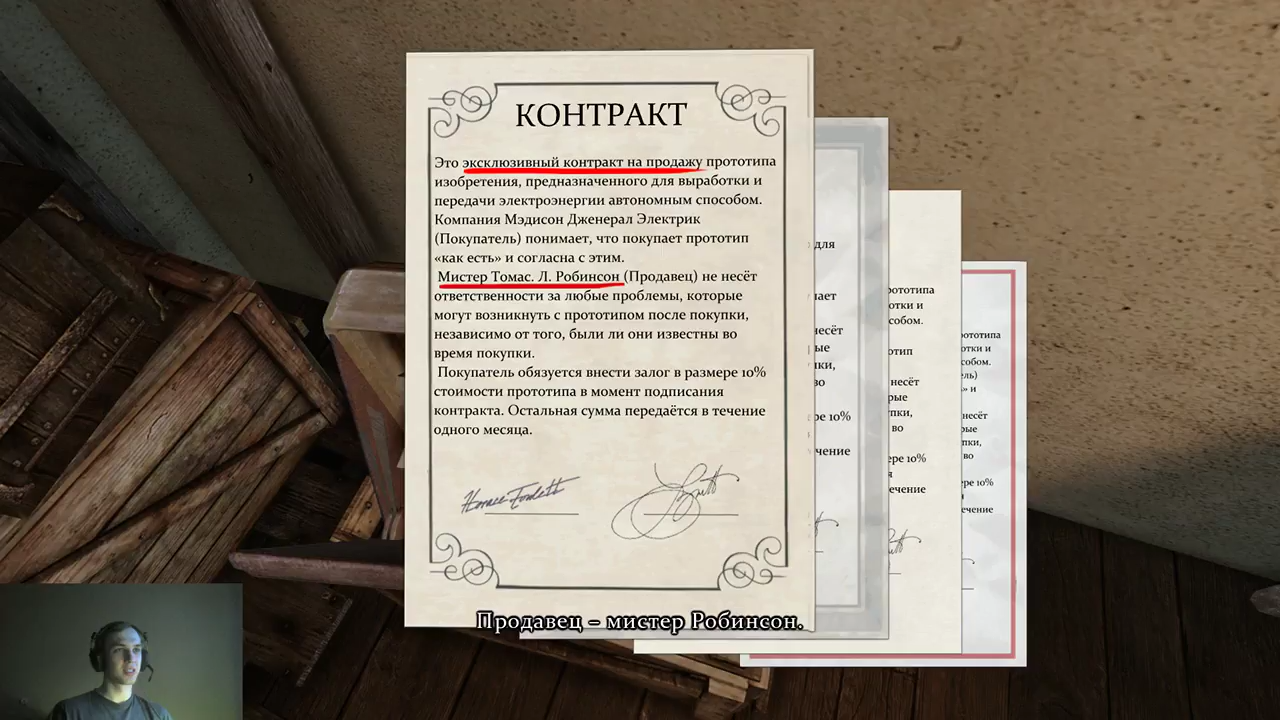 КОНТРАКТ
Это эксклюзивный контракт на продажу прототипа
изобретения, предназначенного для выработки и
передачи электроэнергии автономным способом.
Компания Мэдисон Дженерал Электрик
(Покупатель) понимает, что покупает прототип
«как есть» и согласна с этим.
Мистер Томас. Л. Робинсон (Продавец) не несёт
ответственности за любые проблемы, которые
могут возникнуть с прототипом после покупки,
независимо от того, были ли они известны во
время покупки.
Покупатель обязуется внести залог в размере 10%
стоимости прототипа в момент подписания
контракта. Остальная сумма передаётся в течение
одного месяца.
Продавец – мистер Робинсон.